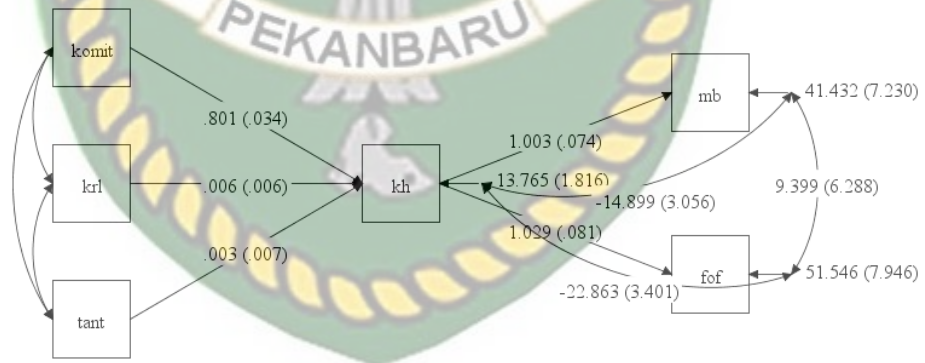 PEKANBARU
komit
.801 (.034)
krl
.006 (.006)
tant
.003 (.007)
kh
1.003 (.074)
13.765 (1.816)
-14.899 (3.056)
1.029 (.081)
-22.863 (3.401)
mb
41.432 (7.230)
9.399 (6.288)
fof
51.546 (7.946)